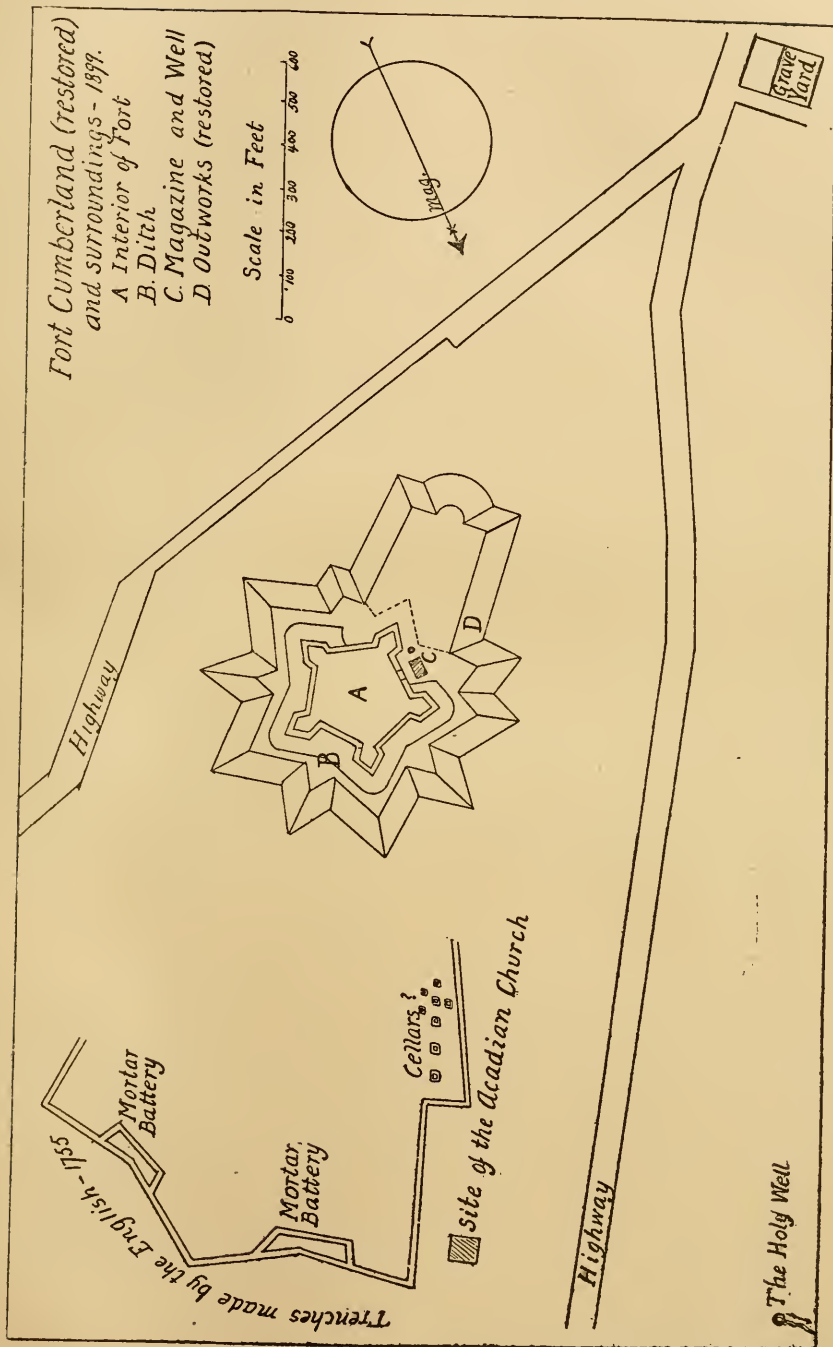 Fort Cumberland (restored)
and surroundings - 1899.
A Interior of Fort
B. Ditch
C. Magazine and Well
D. Outworks (restored)
Scale in Feet
0 100 200 300 400 500 600
mag.
Grave
Yard
Highway
A
B
C
D
Mortar
Battery
Trenches made by the English - 1755
Mortar
Battery
Cellars?
Site of the Acadian Church
Highway
The Holy Well